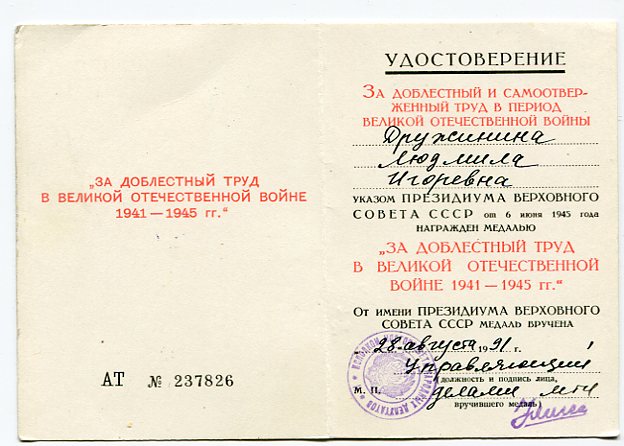 „ЗА ДОБЛЕСТНЫЙ ТРУД
В ВЕЛИКОЙ ОТЕЧЕСТВЕННОЙ ВОЙНЕ
1941—1945 гг.“
АТ № 237826
УДОСТОВЕРЕНИЕ
ЗА ДОБЛЕСТНЫЙ И САМООТВЕР-
ЖЕННЫЙ ТРУД В ПЕРИОД
ВЕЛИКОЙ ОТЕЧЕСТВЕННОЙ ВОЙНЫ
Дружинина
Людмила
Игоревна
УКАЗОМ ПРЕЗИДИУМА ВЕРХОВНОГО
СОВЕТА СССР от 6 июня 1945 года
НАГРАЖДЕН МЕДАЛЬЮ
„ЗА ДОБЛЕСТНЫЙ ТРУД
В ВЕЛИКОЙ ОТЕЧЕСТВЕННОЙ
ВОЙНЕ 1941—1945 гг.“
От имени ПРЕЗИДИУМА ВЕРХОВНОГО
СОВЕТА СССР МЕДАЛЬ ВРУЧЕНА
28 августа 1991 г.
Управляющий
М. П. (должность и подпись лица,
делами
вручившего медаль)
НАРОДНЫХ ДЕПУТАТОВ